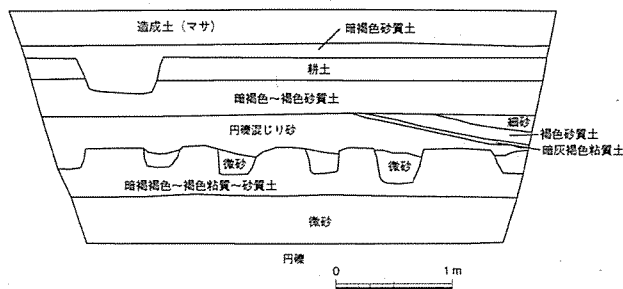 造成土（マサ）
暗褐色砂質土
耕土
暗褐色～褐色砂質土
細砂
円礫混じり砂
褐色砂質土
暗灰褐色粘質土
微砂
微砂
暗褐褐色～褐色粘質～砂質土
微砂
円礫
0
1m